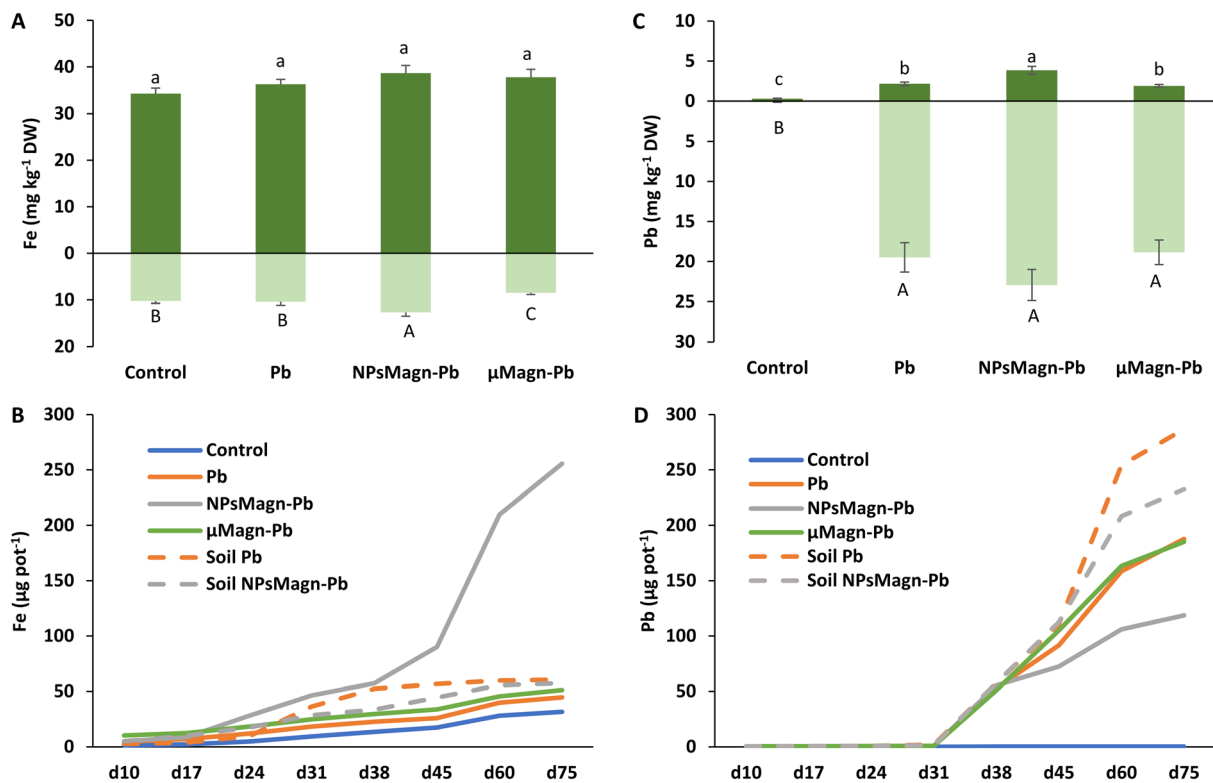 A
Fe (mg kg⁻¹ DW)
50
40
30
20
10
0
10
20
a
a
a
a
B
B
A
C
Control
Pb
NPsMagn-Pb
µMagn-Pb
C
Pb (mg kg⁻¹ DW)
10
5
0
5
10
15
20
25
30
c
b
a
b
B
A
A
A
Control
Pb
NPsMagn-Pb
µMagn-Pb
B
Fe (µg pot⁻¹)
300
250
200
150
100
50
0
Control
Pb
NPsMagn-Pb
µMagn-Pb
Soil Pb
Soil NPsMagn-Pb
d10 d17 d24 d31 d38 d45 d60 d75
D
Pb (µg pot⁻¹)
300
250
200
150
100
50
0
Control
Pb
NPsMagn-Pb
µMagn-Pb
Soil Pb
Soil NPsMagn-Pb
d10 d17 d24 d31 d38 d45 d60 d75